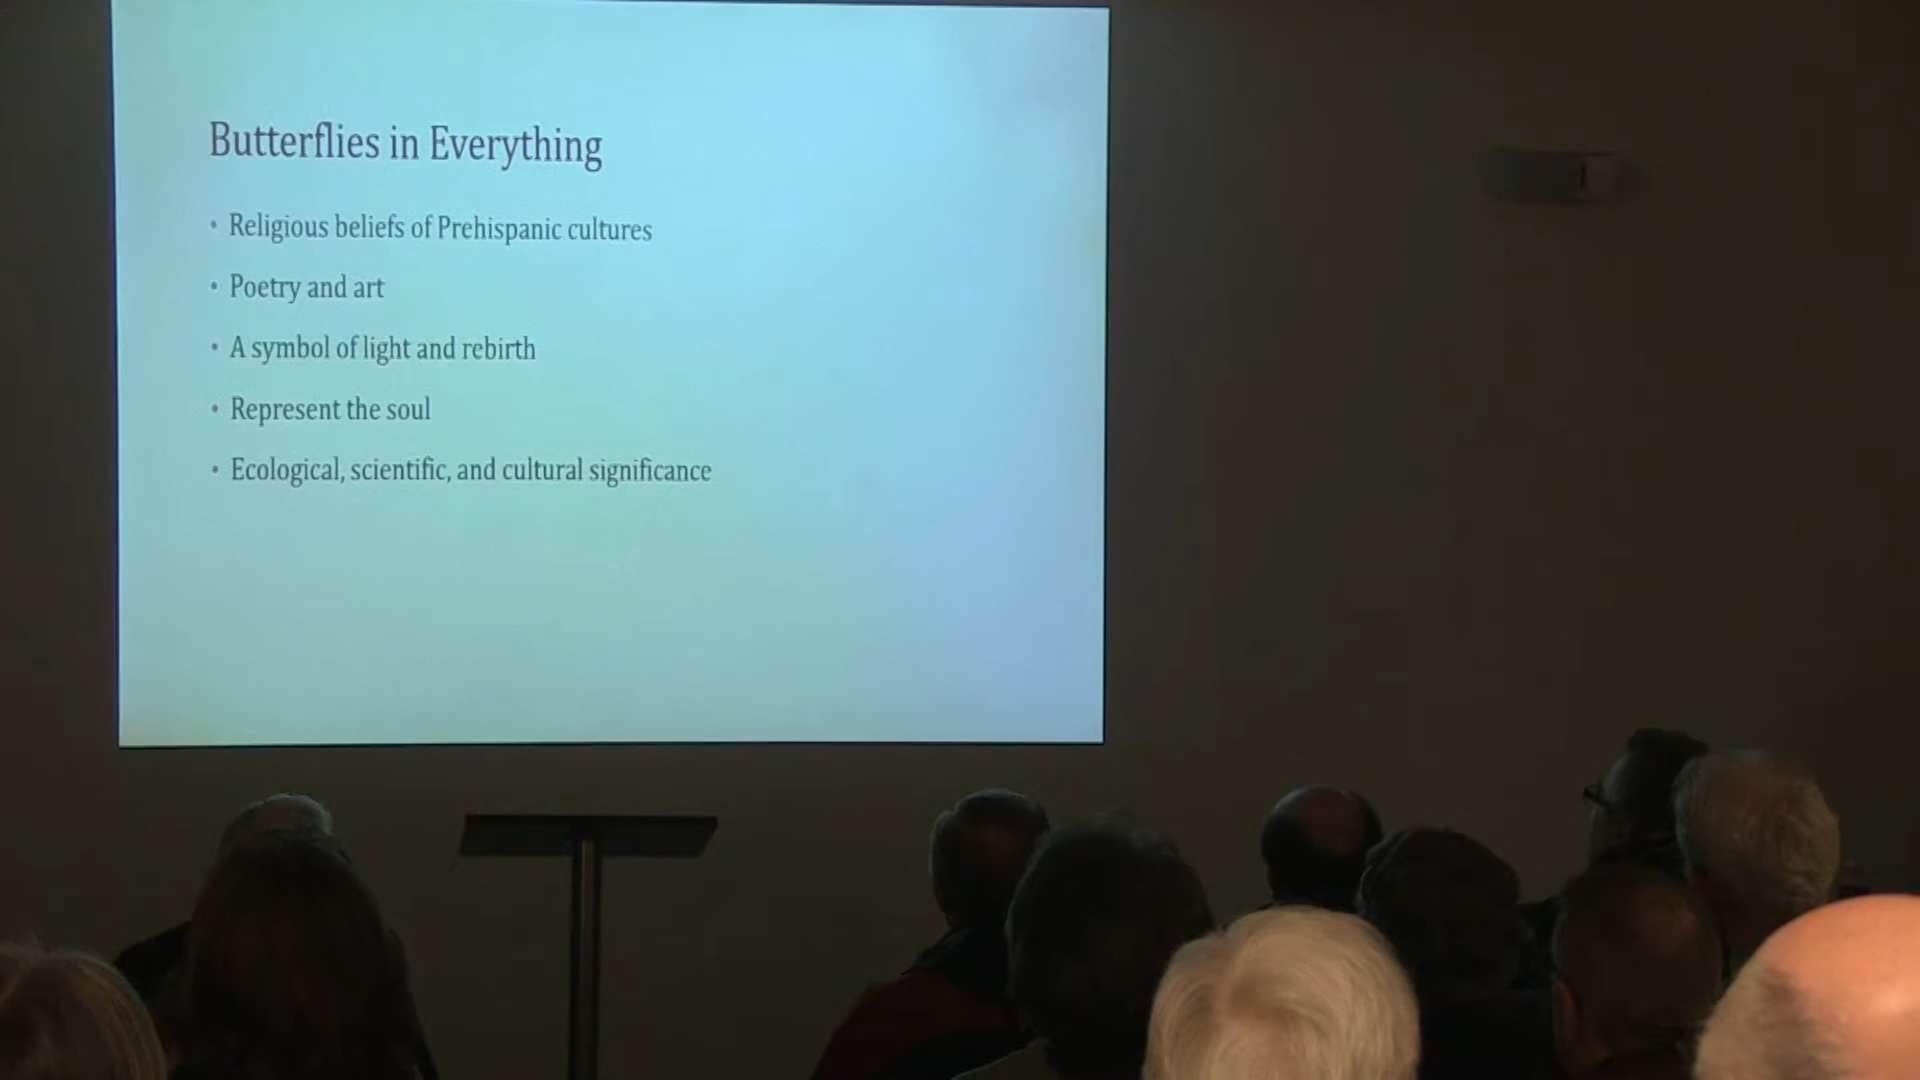 Butterflies in Everything
• Religious beliefs of Prehispanic cultures
• Poetry and art
• A symbol of light and rebirth
• Represent the soul
• Ecological, scientific, and cultural significance